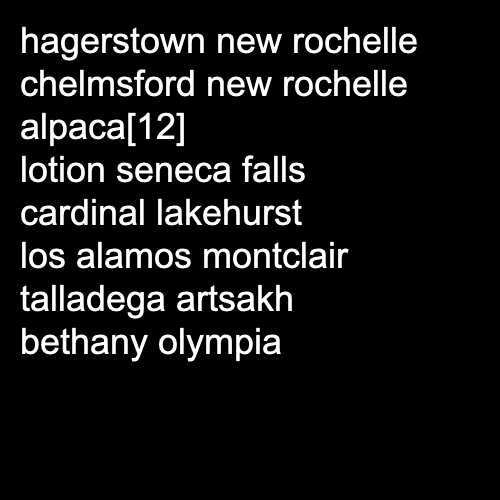 hagerstown new rochelle
chelmsford new rochelle
alpaca[12]
lotion seneca falls
cardinal lakehurst
los alamos montclair
talladega artsakh
bethany olympia